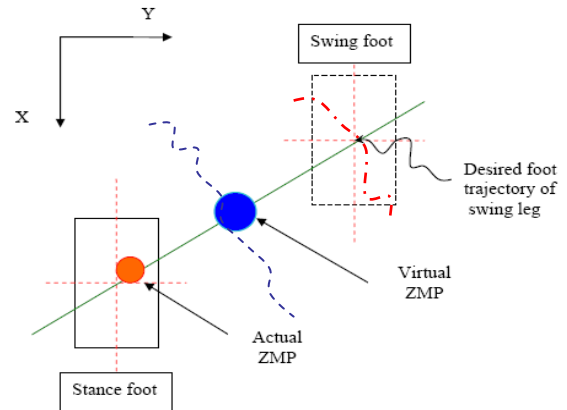 Y
Swing foot
X
Desired foot
trajectory of
swing leg
Virtual
ZMP
Actual
ZMP
Stance foot